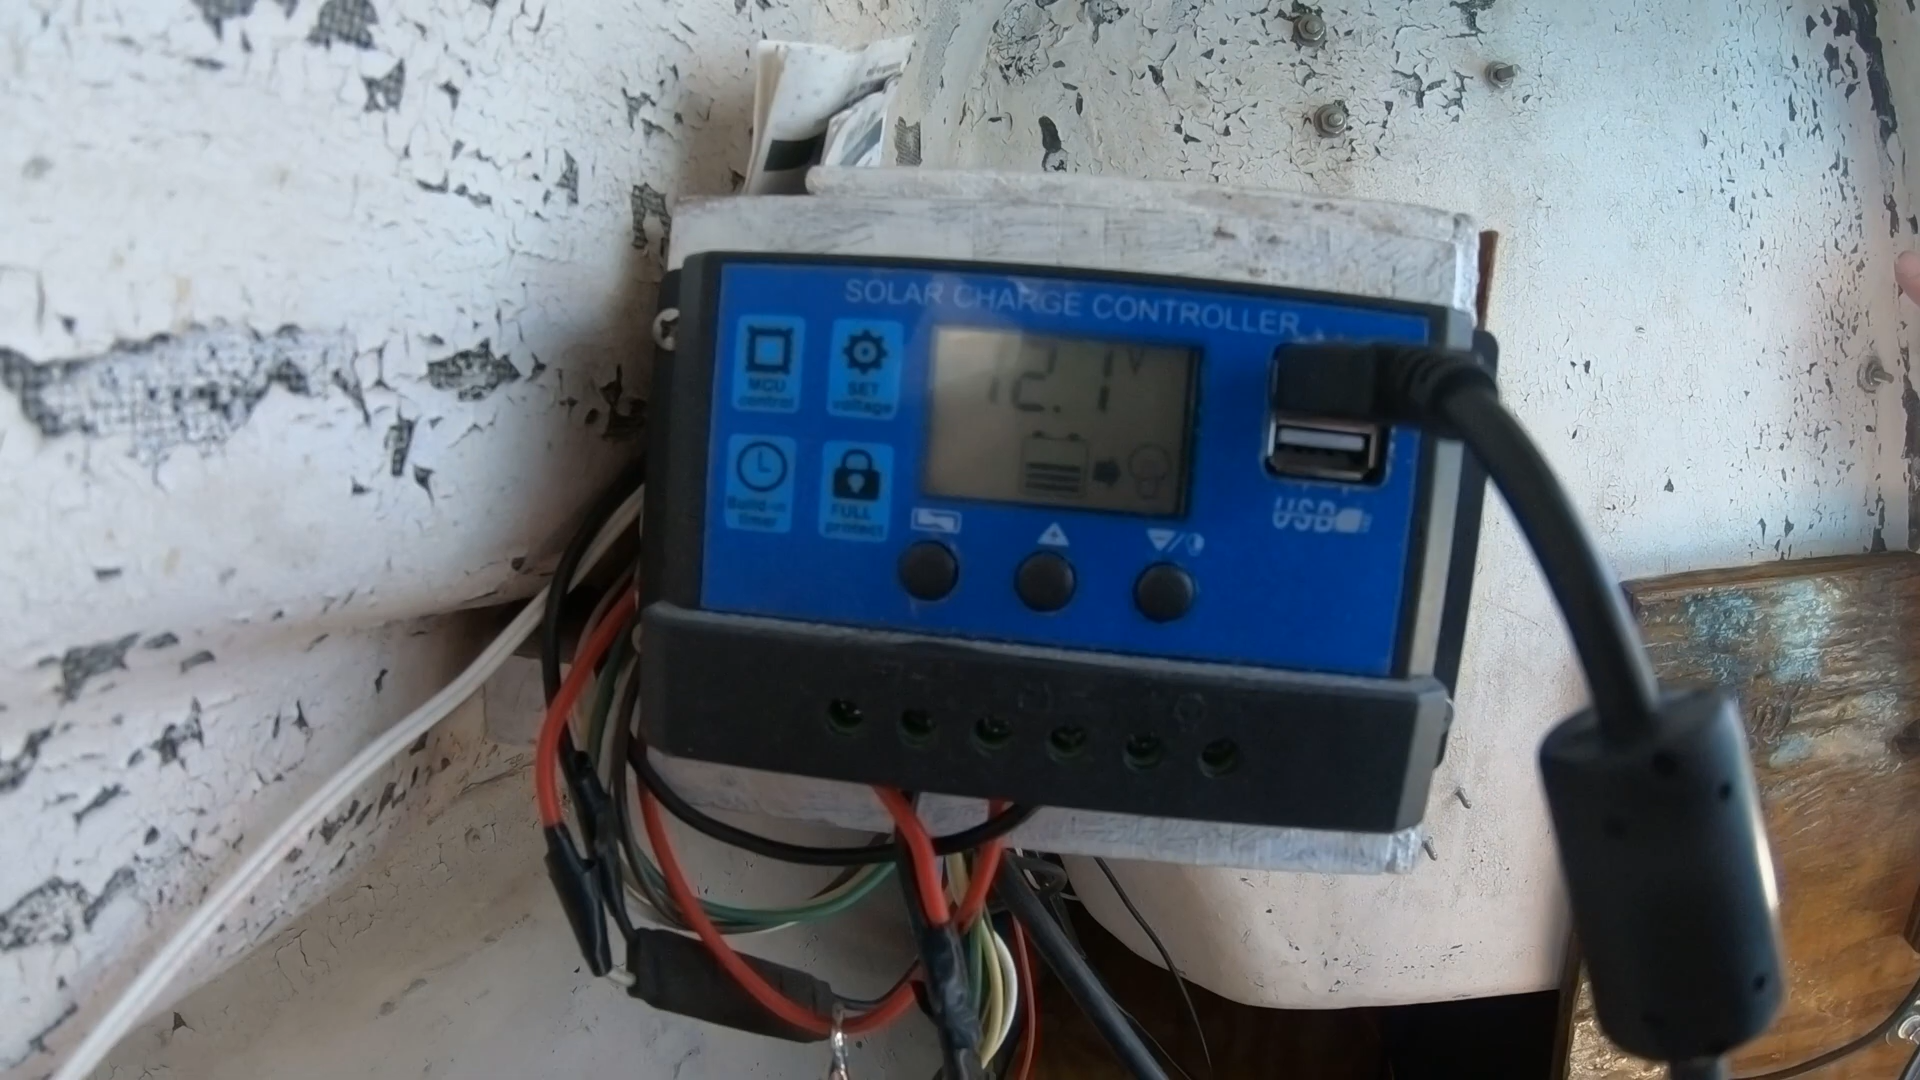 SOLAR CHARGE CONTROLLER
MCU
control
SET
voltage
12.1V
Build-in
timer
FULL
protect
USB